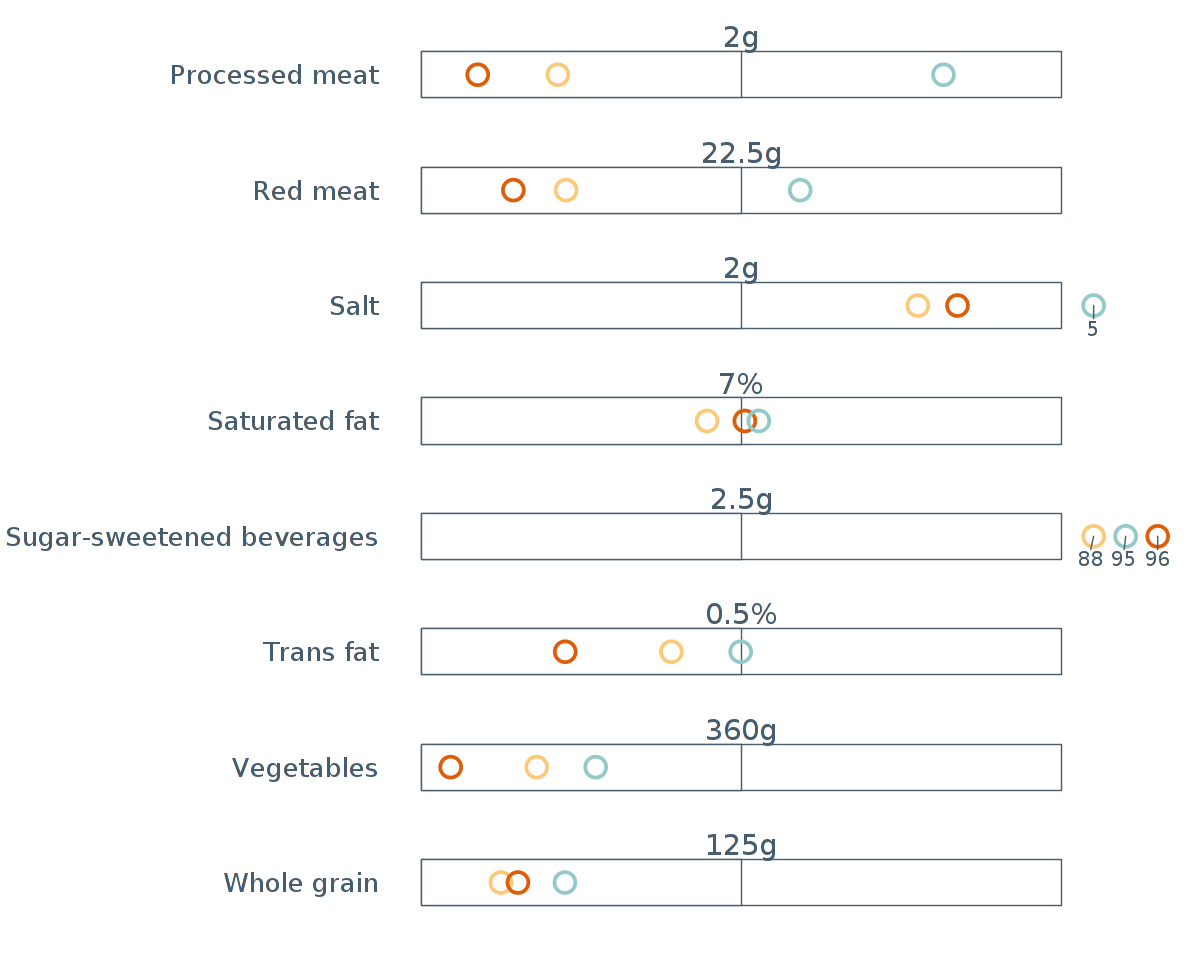 2g
Processed meat
22.5g
Red meat
2g
Salt
5
7%
Saturated fat
2.5g
Sugar-sweetened beverages
88 95 96
0.5%
Trans fat
360g
Vegetables
125g
Whole grain